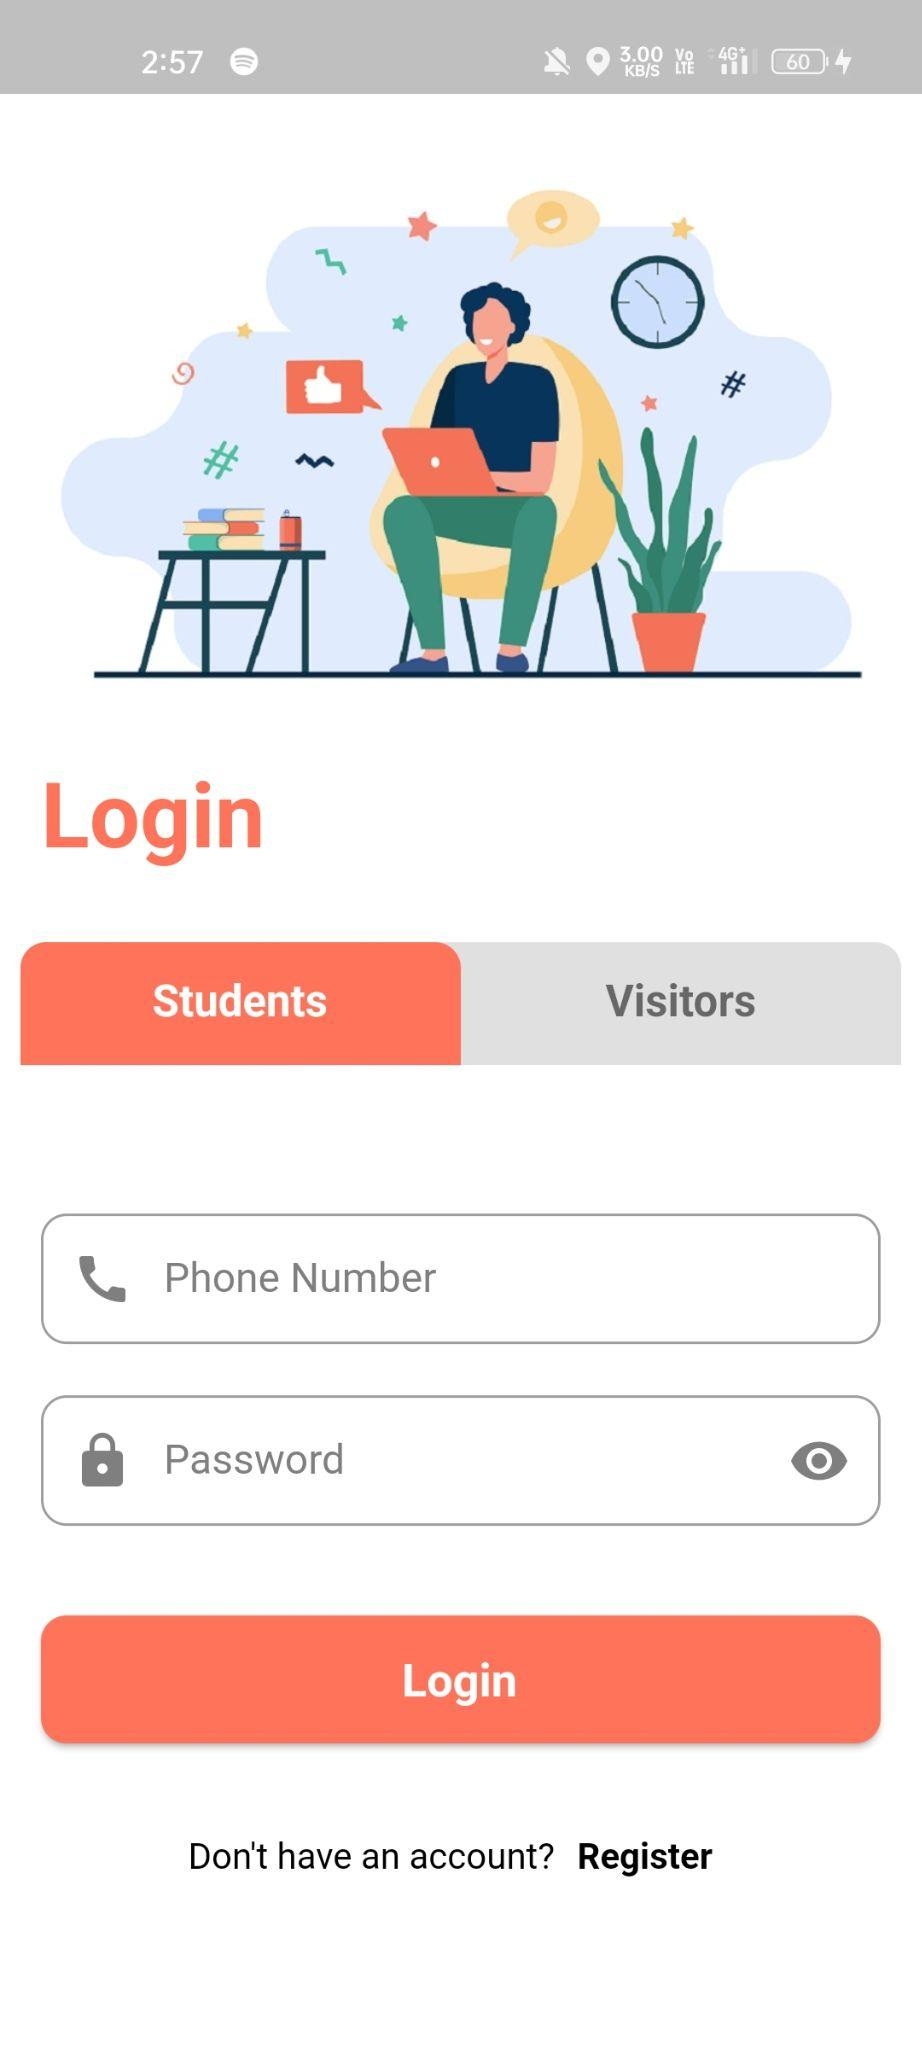 2:57 3.00 KB/S Vo LTE 4G+ 60
#
#
Login
Students Visitors
Phone Number
Password
Login
Don't have an account? Register